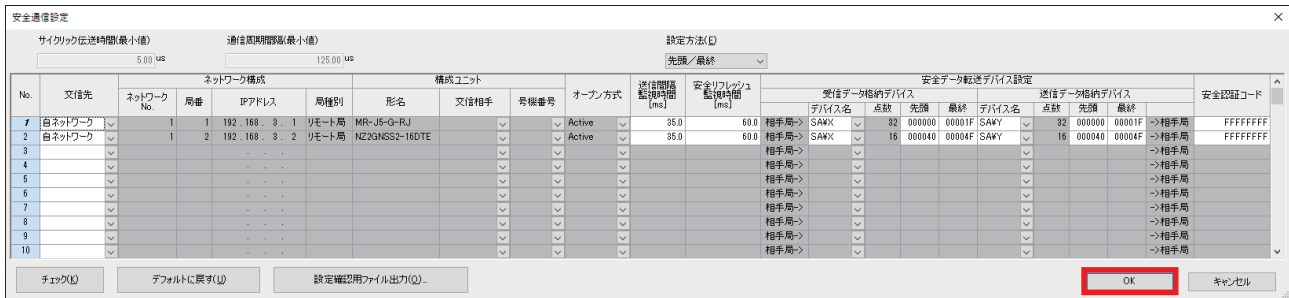 安全通信設定
サイクリック伝送時間(最小値) 通信周期間隔(最小値) 設定方法(E)
5.00 us 125.00 us 先頭／最終
No. 交信先 ネットワーク構成 構成ユニット オープン方式 送信間隔監視時間[ms] 安全リフレッシュ監視時間[ms] 安全データ転送デバイス設定 安全認証コード
受信データ格納デバイス 送信データ格納デバイス
ネットワークNo. 局番 IPアドレス 局種別 形名 交信相手 号機番号 デバイス名 点数 先頭 最終 デバイス名 点数 先頭 最終
1 自ネットワーク 1 1 192.168. 3. 1 リモート局 MR-J5-G-RJ Active 35.0 60.0 相手局-> SA¥X 32 000000 00001F SA¥Y 32 000000 00001F ->相手局 FFFFFFFF
2 自ネットワーク 1 2 192.168. 3. 2 リモート局 NZ2GNSS2-16DTE Active 35.0 60.0 相手局-> SA¥X 16 000040 00004F SA¥Y 16 000040 00004F ->相手局 FFFFFFFF
3 . . . 相手局-> ->相手局
4 . . . 相手局-> ->相手局
5 . . . 相手局-> ->相手局
6 . . . 相手局-> ->相手局
7 . . . 相手局-> ->相手局
8 . . . 相手局-> ->相手局
9 . . . 相手局-> ->相手局
10 . . . 相手局-> ->相手局
チェック(K) デフォルトに戻す(U) 設定確認用ファイル出力(O)... OK キャンセル